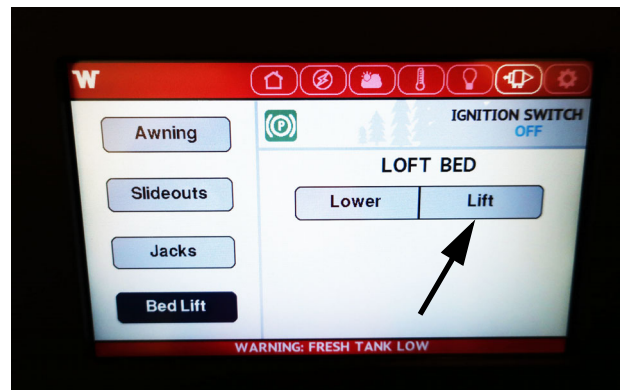 W
Awning
Slideouts
Jacks
Bed Lift
(P)
IGNITION SWITCH
OFF
LOFT BED
Lower
Lift
WARNING: FRESH TANK LOW